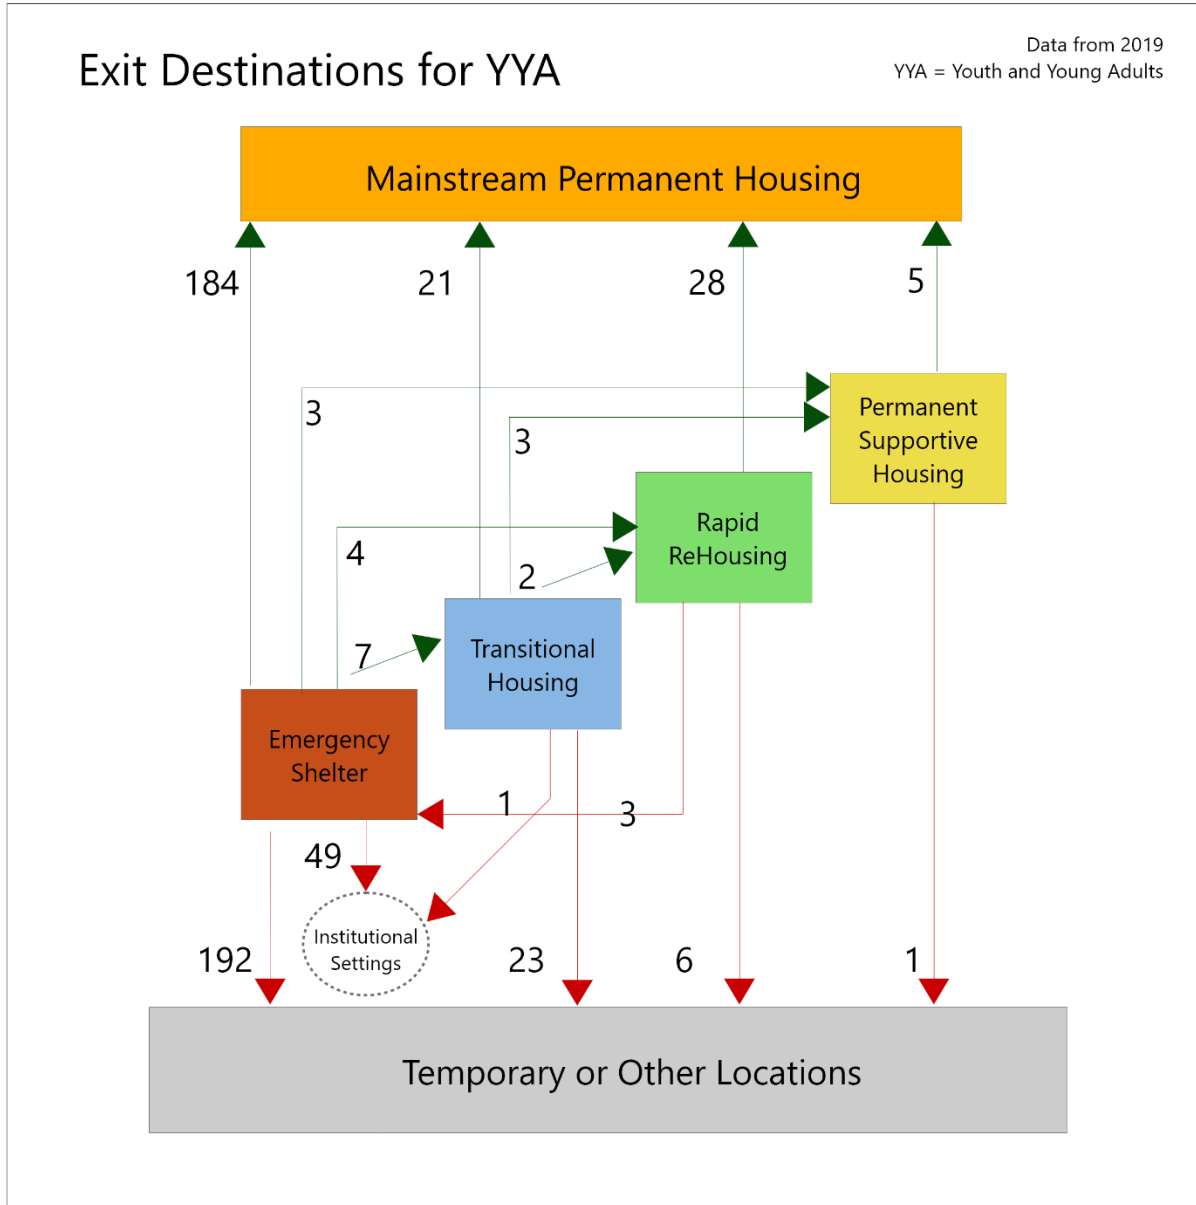 Exit Destinations for YYA
Data from 2019
YYA = Youth and Young Adults
Mainstream Permanent Housing
184
21
28
5
3
3
Permanent
Supportive
Housing
4
2
Rapid
ReHousing
7
Transitional
Housing
Emergency
Shelter
1
3
49
Institutional
Settings
192
23
6
1
Temporary or Other Locations